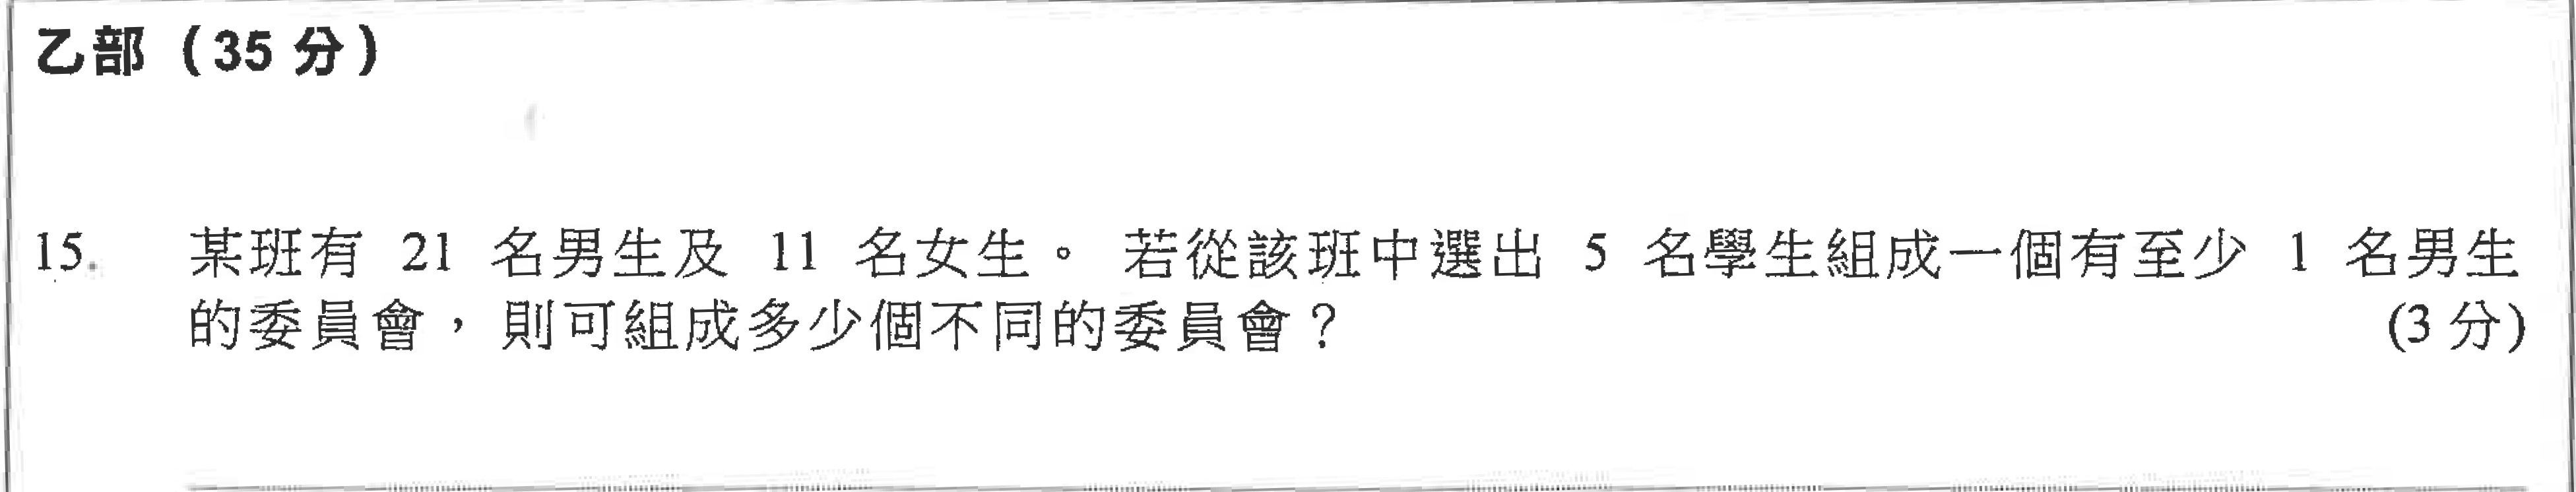 乙部（35 分）
15. 某班有 21 名男生及 11 名女生。 若從該班中選出 5 名學生組成一個有至少 1 名男生
的委員會，則可組成多少個不同的委員會？ (3 分)